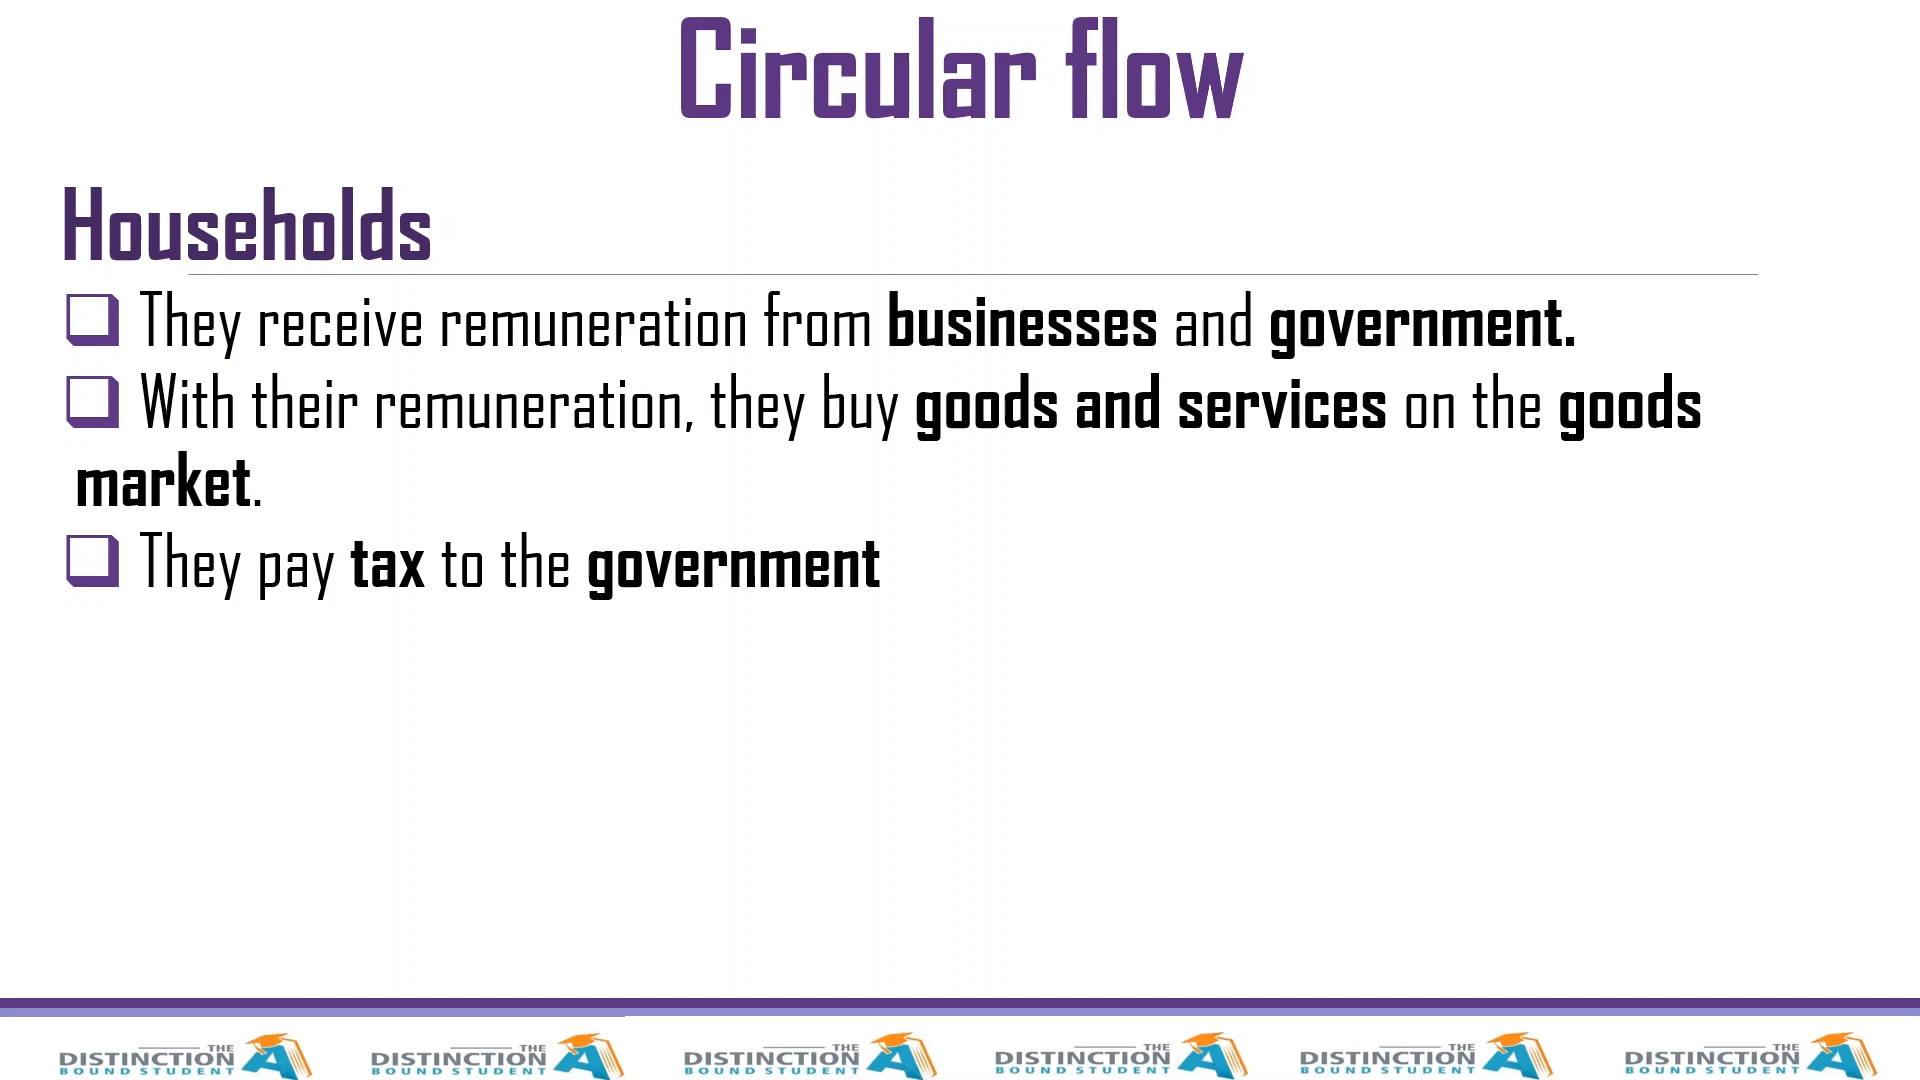 Circular flow
Households
They receive remuneration from businesses and government.
With their remuneration, they buy goods and services on the goods
market.
They pay tax to the government
THE DISTINCTION BOUND STUDENT A
THE DISTINCTION BOUND STUDENT A
THE DISTINCTION BOUND STUDENT A
THE DISTINCTION BOUND STUDENT A
THE DISTINCTION BOUND STUDENT A
THE DISTINCTION BOUND STUDENT A